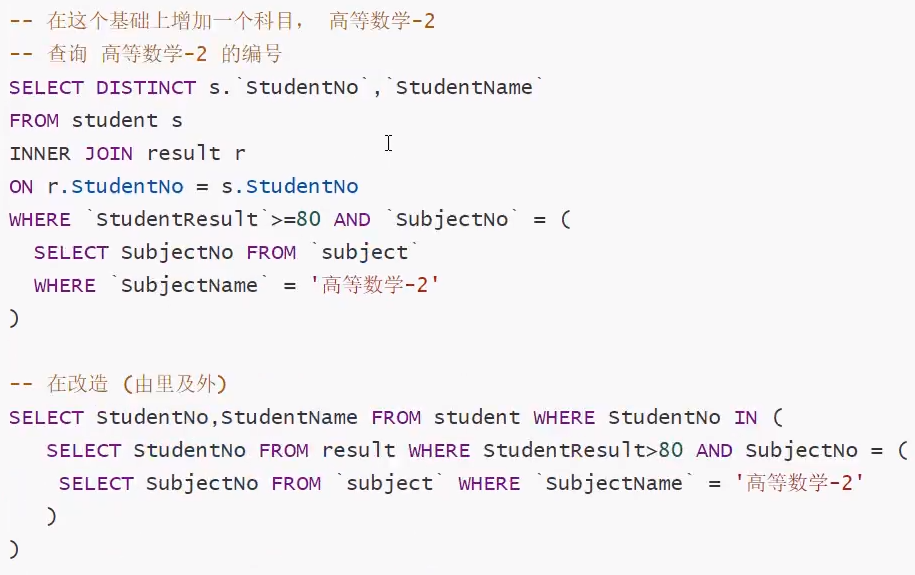 -- 在这个基础上增加一个科目， 高等数学-2
-- 查询 高等数学-2 的编号
SELECT DISTINCT s.`StudentNo`,`StudentName`
FROM student s
INNER JOIN result r
ON r.StudentNo = s.StudentNo
WHERE `StudentResult`>=80 AND `SubjectNo` = (
  SELECT SubjectNo FROM `subject`
  WHERE `SubjectName` = '高等数学-2'
)
-- 在改造 (由里及外)
SELECT StudentNo,StudentName FROM student WHERE StudentNo IN (
   SELECT StudentNo FROM result WHERE StudentResult>80 AND SubjectNo = (
    SELECT SubjectNo FROM `subject` WHERE `SubjectName` = '高等数学-2'
   )
)